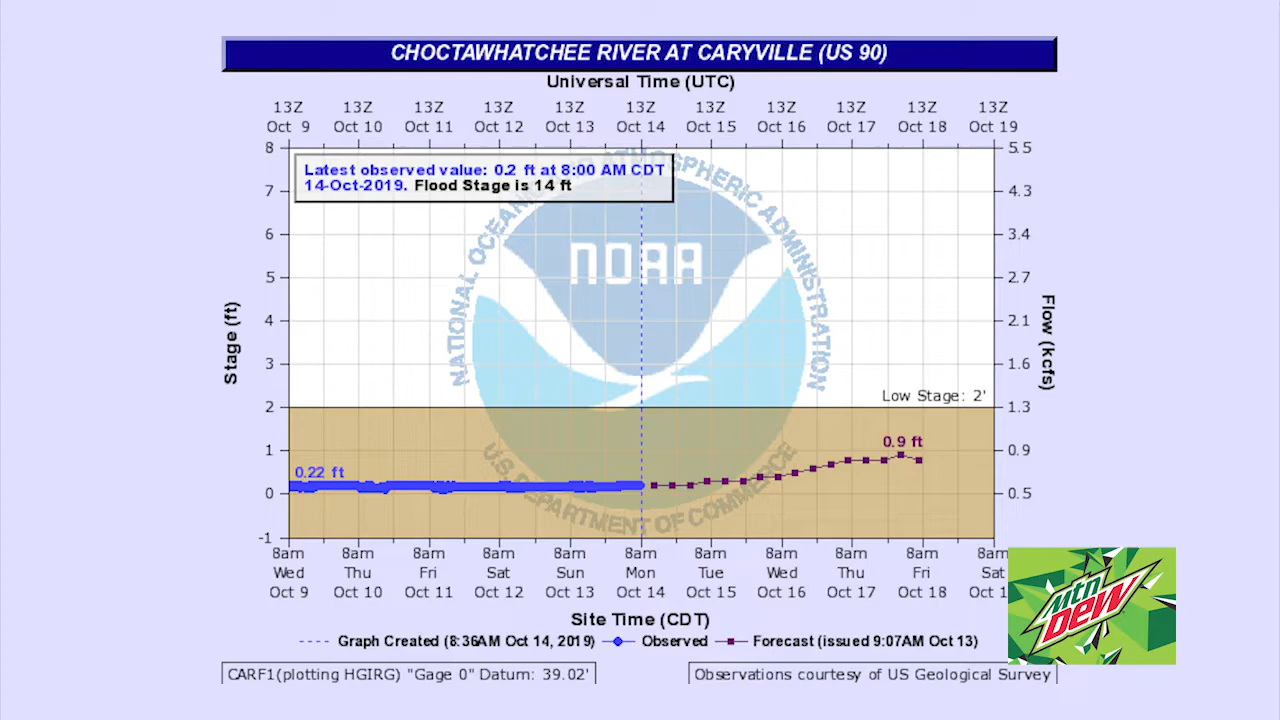 CHOCTAWHATCHEE RIVER AT CARYVILLE (US 90)
Universal Time (UTC)
13Z 13Z 13Z 13Z 13Z 13Z 13Z 13Z 13Z 13Z 13Z
Oct 9 Oct 10 Oct 11 Oct 12 Oct 13 Oct 14 Oct 15 Oct 16 Oct 17 Oct 18 Oct 19
8 5.5
Latest observed value: 0.2 ft at 8:00 AM CDT
14-Oct-2019. Flood Stage is 14 ft
7 4.3
6 3.4
5 2.7
4 2.1
3 1.6
2 1.3
1 0.9
0 0.5
-1
Stage (ft)
Flow (kcfs)
NATIONAL OCEANIC AND ATMOSPHERIC ADMINISTRATION
NOAA
U.S. DEPARTMENT OF COMMERCE
Low Stage: 2'
0.9 ft
0.22 ft
8am 8am 8am 8am 8am 8am 8am 8am 8am 8am 8am
Wed Thu Fri Sat Sun Mon Tue Wed Thu Fri Sat
Oct 9 Oct 10 Oct 11 Oct 12 Oct 13 Oct 14 Oct 15 Oct 16 Oct 17 Oct 18 Oct 1
Site Time (CDT)
Graph Created (8:36AM Oct 14, 2019) Observed Forecast (issued 9:07AM Oct 13)
CARF1(plotting HGIRG) "Gage 0" Datum: 39.02' Observations courtesy of US Geological Survey
mtn
DEW